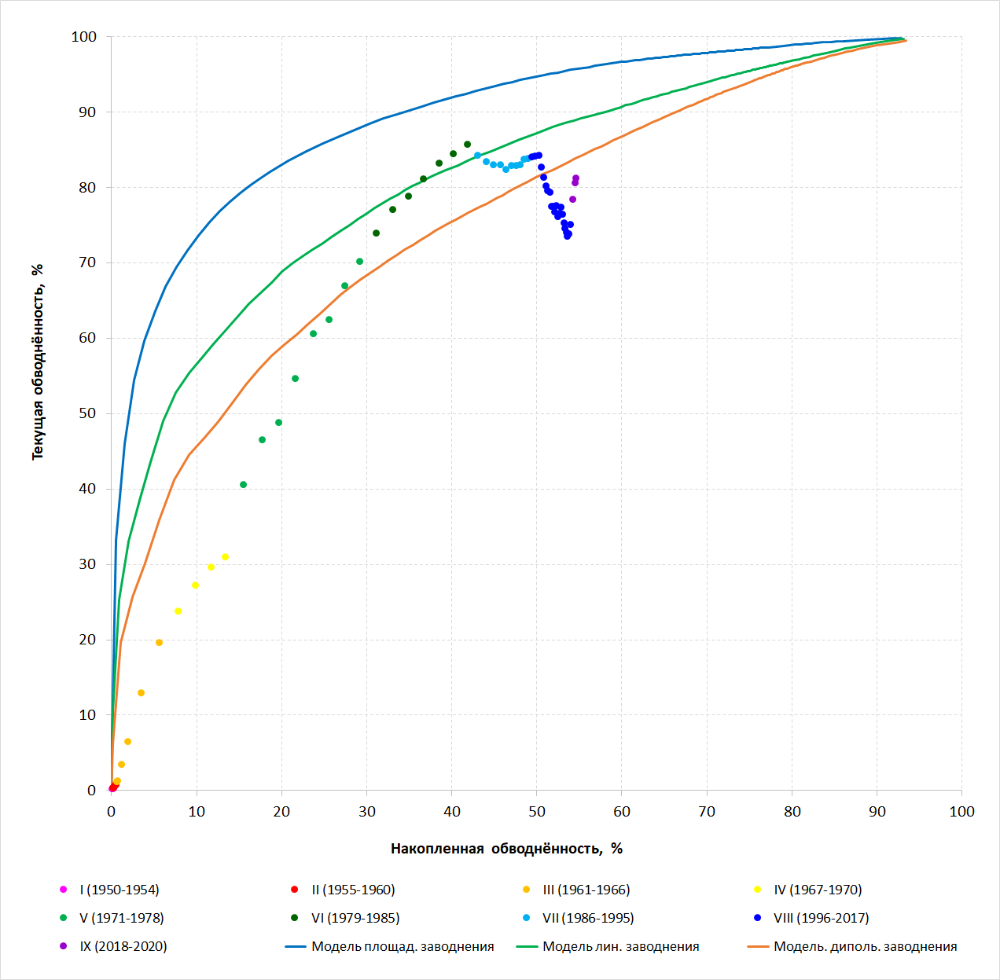 100
90
80
70
60
50
40
30
20
10
0
Текущая обводнённость, %
0 10 20 30 40 50 60 70 80 90 100
Накопленная обводнённость, %
I (1950-1954) II (1955-1960) III (1961-1966) IV (1967-1970)
V (1971-1978) VI (1979-1985) VII (1986-1995) VIII (1996-2017)
IX (2018-2020) Модель площад. заводнения Модель лин. заводнения Модель. диполь. заводнения